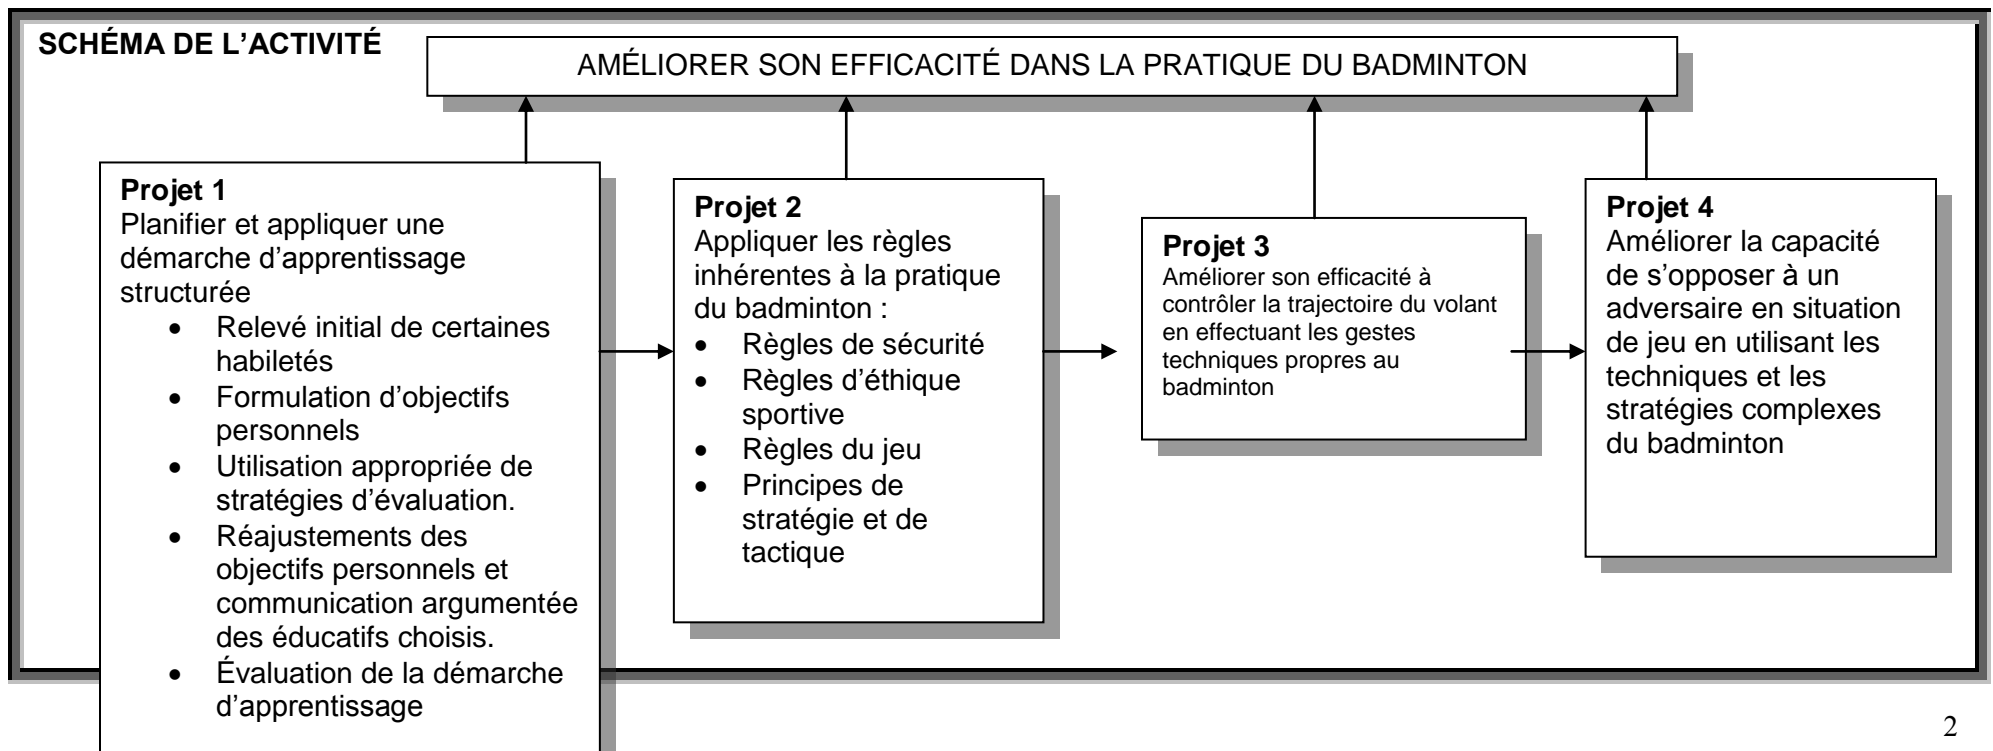 SCHÉMA DE L’ACTIVITÉ
AMÉLIORER SON EFFICACITÉ DANS LA PRATIQUE DU BADMINTON
Projet 1
Planifier et appliquer une
démarche d’apprentissage
structurée
• Relevé initial de certaines
habiletés
• Formulation d’objectifs
personnels
• Utilisation appropriée de
stratégies d’évaluation.
• Réajustements des
objectifs personnels et
communication argumentée
des éducatifs choisis.
• Évaluation de la démarche
d’apprentissage
Projet 2
Appliquer les règles
inhérentes à la pratique
du badminton :
• Règles de sécurité
• Règles d’éthique
sportive
• Règles du jeu
• Principes de
stratégie et de
tactique
Projet 3
Améliorer son efficacité à
contrôler la trajectoire du volant
en effectuant les gestes
techniques propres au
badminton
Projet 4
Améliorer la capacité
de s’opposer à un
adversaire en situation
de jeu en utilisant les
techniques et les
stratégies complexes
du badminton
2